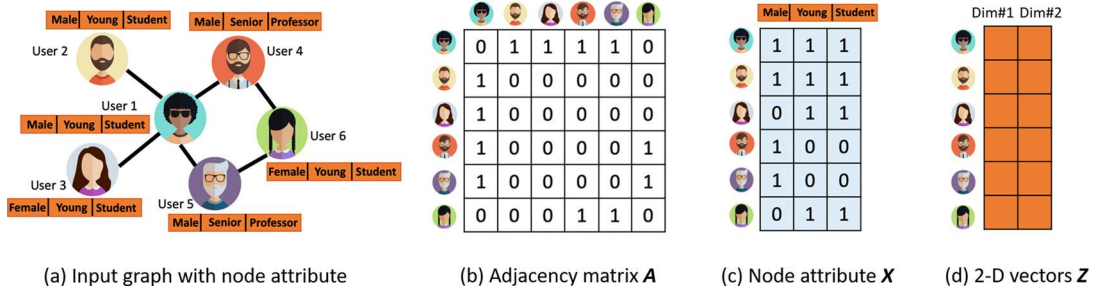 Male Young Student
User 2
Male Senior Professor
User 4
User 1
Male Young Student
User 6
Female Young Student
User 3
Female Young Student
User 5
Male Senior Professor
(a) Input graph with node attribute
0 1 1 1 1 0
1 0 0 0 0 0
1 0 0 0 0 0
1 0 0 0 0 1
1 0 0 0 0 1
0 0 0 1 1 0
(b) Adjacency matrix A
Male Young Student
1 1 1
1 1 1
0 1 1
1 0 0
1 0 0
0 1 1
(c) Node attribute X
Dim#1 Dim#2
(d) 2-D vectors Z